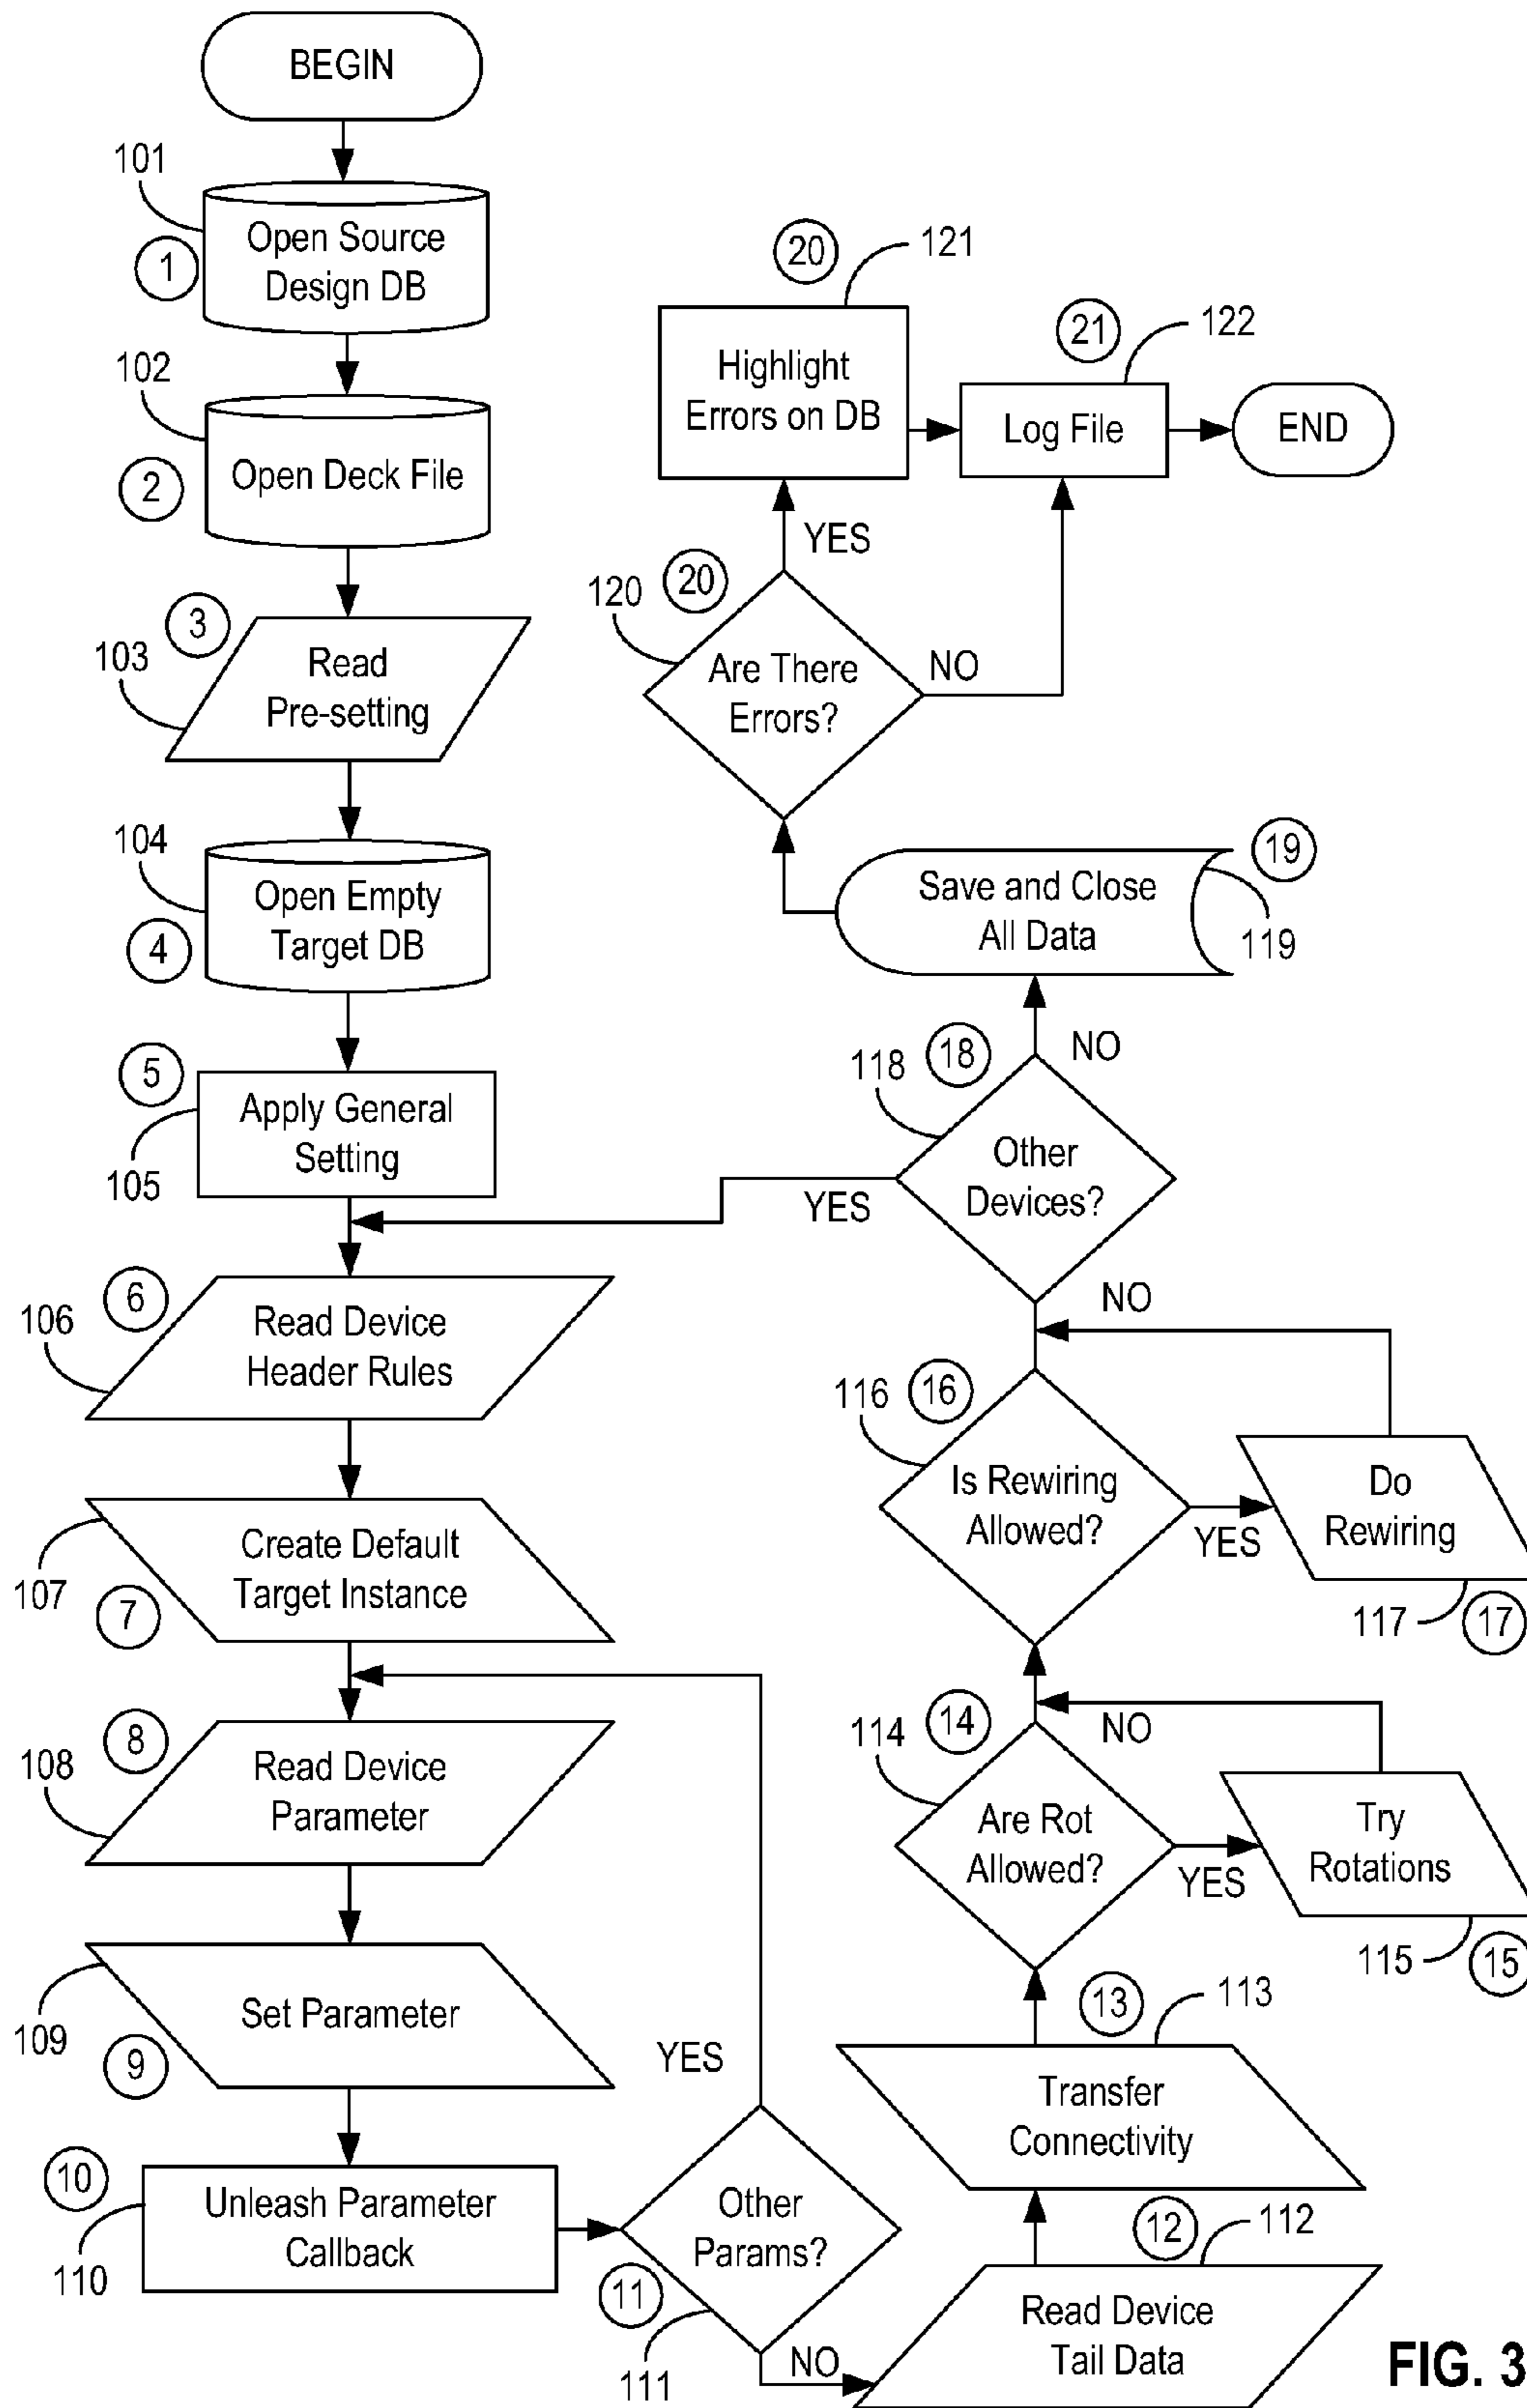 BEGIN
101
1
Open Source
Design DB
102
2
Open Deck File
3
103
Read
Pre-setting
104
4
Open Empty
Target DB
5
105
Apply General
Setting
6
106
Read Device
Header Rules
107
7
Create Default
Target Instance
8
108
Read Device
Parameter
109
9
Set Parameter
10
110
Unleash Parameter
Callback
YES
Other
Params?
11
111
NO
12
112
Read Device
Tail Data
13
113
Transfer
Connectivity
114
14
Are Rot
Allowed?
NO
YES
Try
Rotations
115
15
116
16
Is Rewiring
Allowed?
NO
YES
Do
Rewiring
117
17
118
18
Other
Devices?
YES
NO
19
119
Save and Close
All Data
120
20
Are There
Errors?
NO
YES
20
121
Highlight
Errors on DB
21
122
Log File
END
FIG. 3